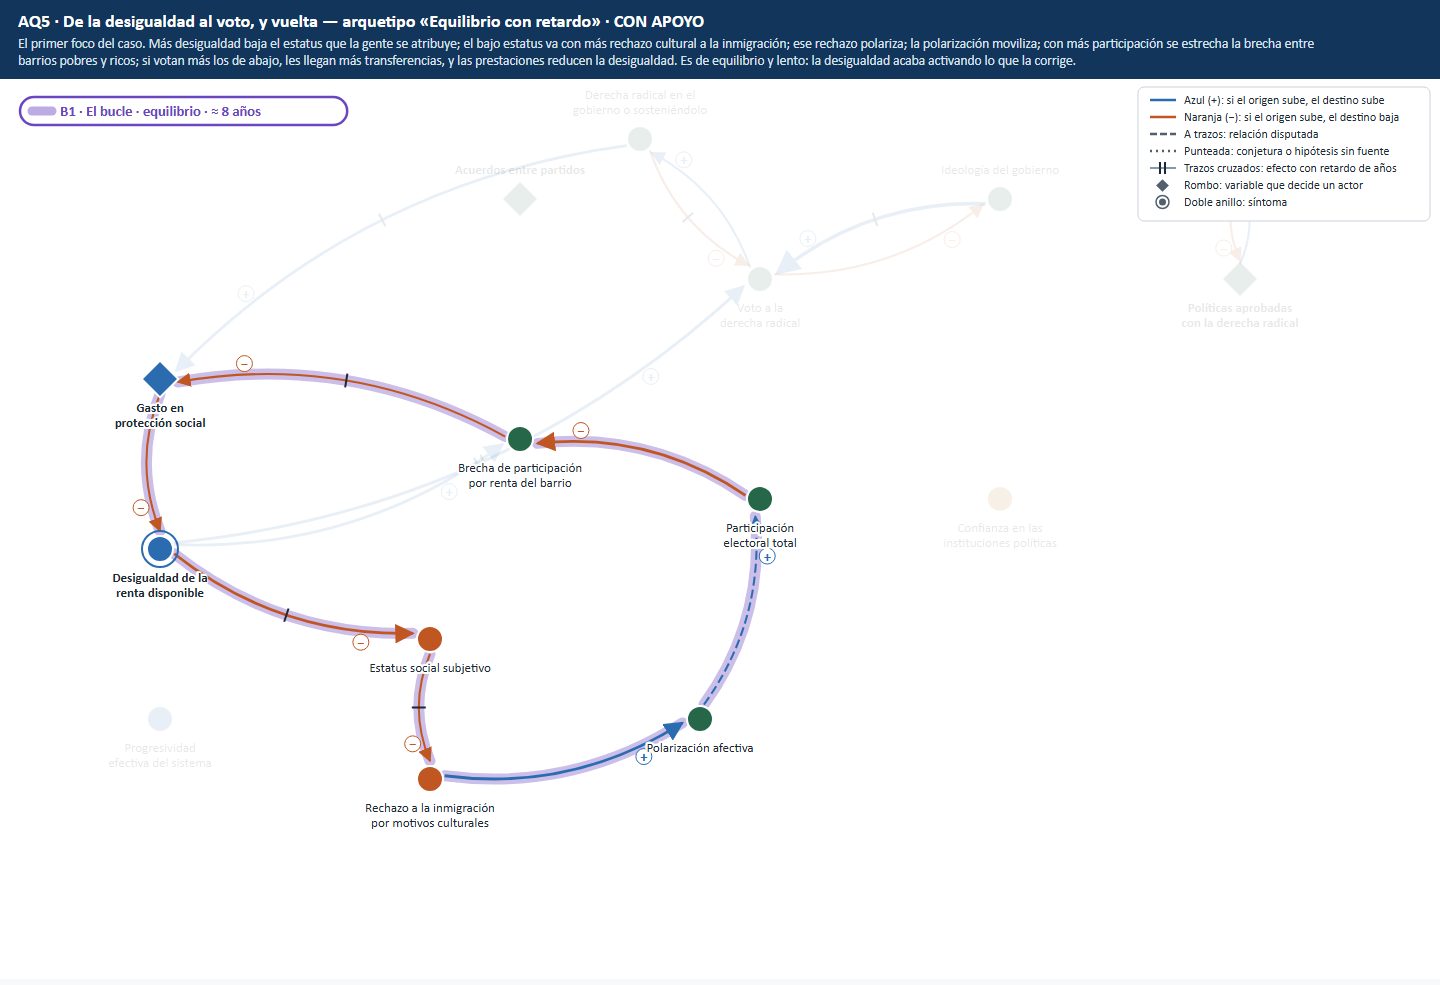 AQ5 · De la desigualdad al voto, y vuelta — arquetipo «Equilibrio con retardo» · CON APOYO
El primer foco del caso. Más desigualdad baja el estatus que la gente se atribuye; el bajo estatus va con más rechazo cultural a la inmigración; ese rechazo polariza; la polarización moviliza; con más participación se estrecha la brecha entre
barrios pobres y ricos; si votan más los de abajo, les llegan más transferencias, y las prestaciones reducen la desigualdad. Es de equilibrio y lento: la desigualdad acaba activando lo que la corrige.
B1 · El bucle · equilibrio · ≈ 8 años
Azul (+): si el origen sube, el destino sube
Naranja (−): si el origen sube, el destino baja
A trazos: relación disputada
Punteada: conjetura o hipótesis sin fuente
Trazos cruzados: efecto con retardo de años
Rombo: variable que decide un actor
Doble anillo: síntoma
Derecha radical en el
gobierno o sosteniéndolo
Acuerdos entre partidos
Ideología del gobierno
Voto a la
derecha radical
Políticas aprobadas
con la derecha radical
Gasto en
protección social
Brecha de participación
por renta del barrio
Participación
electoral total
Confianza en las
instituciones políticas
Desigualdad de la
renta disponible
Estatus social subjetivo
Polarización afectiva
Progresividad
efectiva del sistema
Rechazo a la inmigración
por motivos culturales